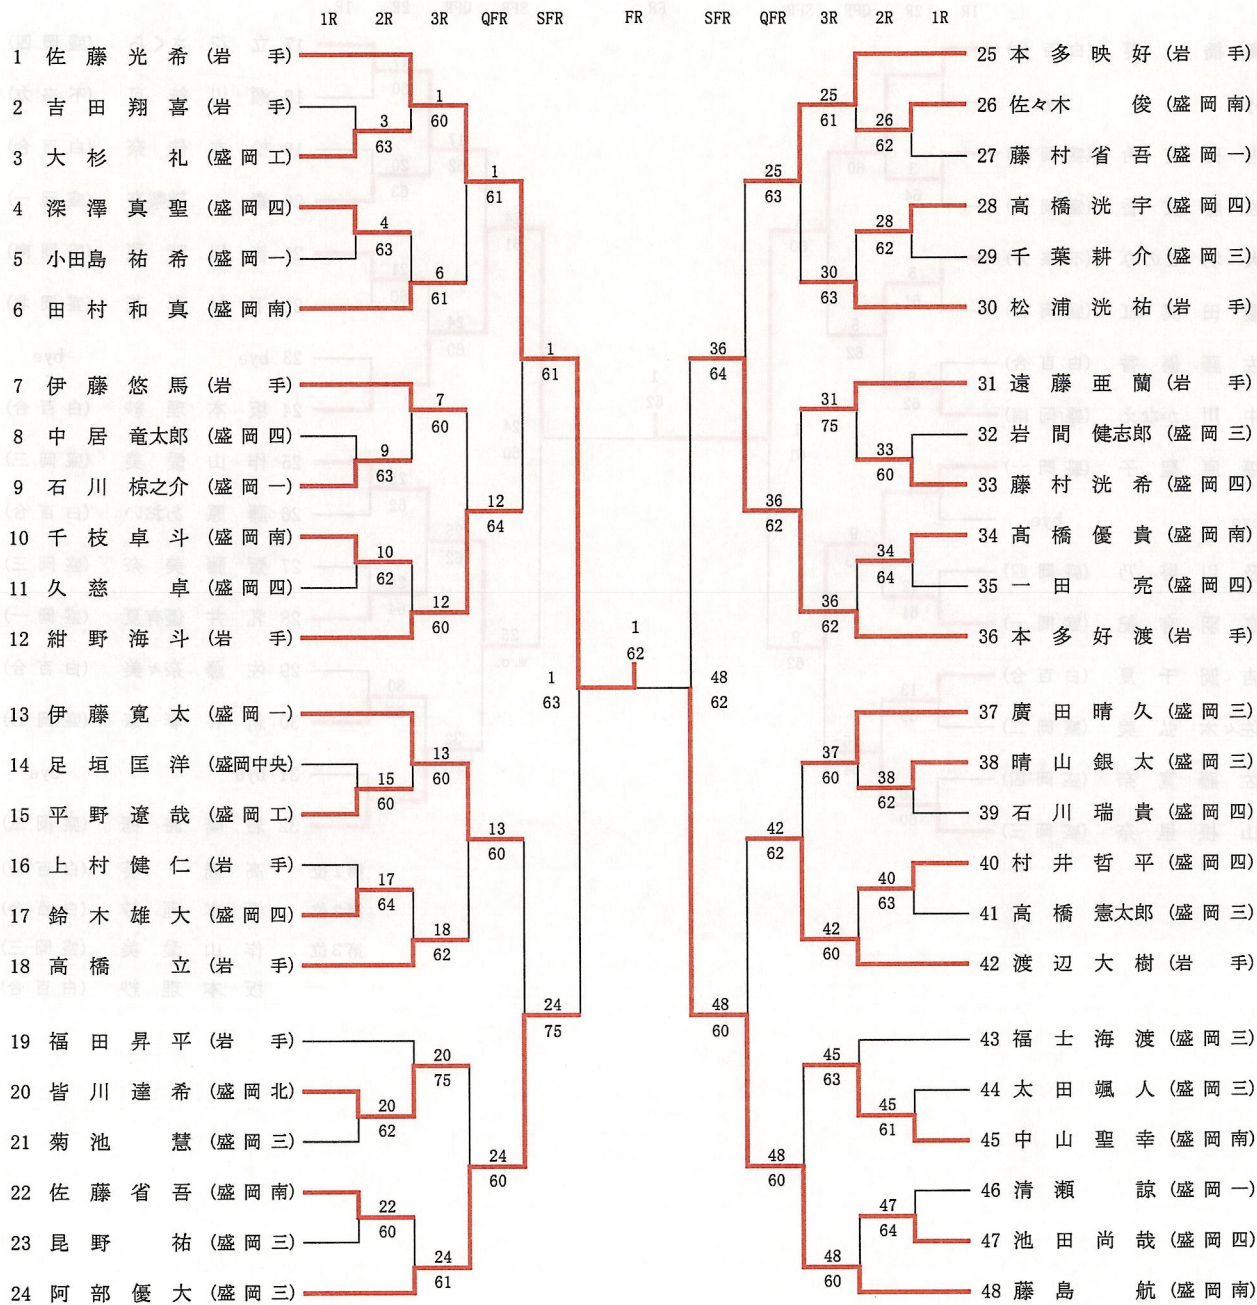 1R 2R 3R QFR SFR FR SFR QFR 3R 2R 1R
1 佐藤光希 (岩手)
2 吉田翔喜 (岩手)
3 大杉礼 (盛岡工)
4 深澤真聖 (盛岡四)
5 小田島祐希 (盛岡一)
6 田村和真 (盛岡南)
7 伊藤悠馬 (岩手)
8 中居竜太郎 (盛岡四)
9 石川椋之介 (盛岡一)
10 千枝卓斗 (盛岡南)
11 久慈卓 (盛岡四)
12 紺野海斗 (岩手)
13 伊藤寛太 (盛岡一)
14 足垣匡洋 (盛岡中央)
15 平野遼哉 (盛岡工)
16 上村健仁 (岩手)
17 鈴木雄大 (盛岡四)
18 高橋立 (岩手)
19 福田昇平 (岩手)
20 皆川達希 (盛岡北)
21 菊池慧 (盛岡三)
22 佐藤省吾 (盛岡南)
23 昆野祐 (盛岡三)
24 阿部優大 (盛岡三)
3
63
4
63
9
63
10
62
15
60
17
64
20
62
22
60
1
60
6
61
7
60
12
60
13
60
18
62
20
75
24
61
1
61
12
64
13
60
24
60
1
61
24
75
1
63
1
62
48
62
36
64
48
60
25
63
36
62
42
62
48
60
25
61
30
63
31
75
36
62
37
60
42
60
45
63
48
60
26
62
28
62
33
60
34
64
38
62
40
63
45
61
47
64
25 本多映好 (岩手)
26 佐々木俊 (盛岡南)
27 藤村省吾 (盛岡一)
28 高橋洸宇 (盛岡四)
29 千葉耕介 (盛岡三)
30 松浦洸祐 (岩手)
31 遠藤亜蘭 (岩手)
32 岩間健志郎 (盛岡三)
33 藤村洸希 (盛岡四)
34 髙橋優貴 (盛岡南)
35 一田亮 (盛岡四)
36 本多好渡 (岩手)
37 廣田晴久 (盛岡三)
38 晴山銀太 (盛岡三)
39 石川瑞貴 (盛岡四)
40 村井哲平 (盛岡四)
41 高橋憲太郎 (盛岡三)
42 渡辺大樹 (岩手)
43 福士海渡 (盛岡三)
44 太田颯人 (盛岡三)
45 中山聖幸 (盛岡南)
46 清瀬諒 (盛岡一)
47 池田尚哉 (盛岡四)
48 藤島航 (盛岡南)